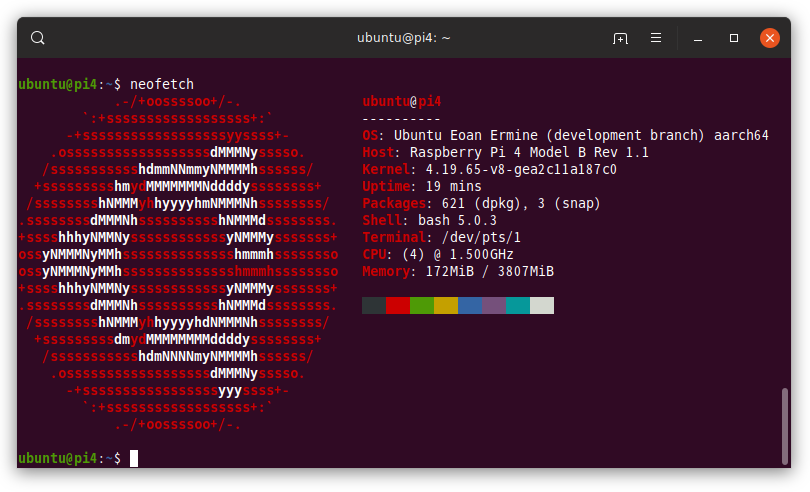 ubuntu@pi4: ~
ubuntu@pi4:~$ neofetch
.-/+oossssoo+/-.
`:+ssssssssssssssssss+:`
-+ssssssssssssssssssyyssss+-
.ossssssssssssssssssdMMMNysssso.
/ssssssssssshdmmNNmmyNMMMMhssssss/
+ssssssssshmydMMMMMMMNddddyssssssss+
/sssssssshNMMMyhhyyyyhmNMMMNhssssssss/
.ssssssssdMMMNhsssssssssshNMMMdssssssss.
+sssshhhyNMMNyssssssssssssyNMMMysssssss+
ossyNMMMNyMMhsssssssssssssshmmmhssssssso
ossyNMMMNyMMhsssssssssssssshmmmhssssssso
+sssshhhyNMMNyssssssssssssyNMMMysssssss+
.ssssssssdMMMNhsssssssssshNMMMdssssssss.
/sssssssshNMMMyhhyyyyhdNMMMNhssssssss/
+sssssssssdmydMMMMMMMMddddyssssssss+
/ssssssssssshdmNNNNmyNMMMMhssssss/
.ossssssssssssssssssdMMMNysssso.
-+sssssssssssssssssyyyssss+-
`:+ssssssssssssssssss+:`
.-/+oossssoo+/-.
ubuntu@pi4
----------
OS: Ubuntu Eoan Ermine (development branch) aarch64
Host: Raspberry Pi 4 Model B Rev 1.1
Kernel: 4.19.65-v8-gea2c11a187c0
Uptime: 19 mins
Packages: 621 (dpkg), 3 (snap)
Shell: bash 5.0.3
Terminal: /dev/pts/1
CPU: (4) @ 1.500GHz
Memory: 172MiB / 3807MiB
ubuntu@pi4:~$